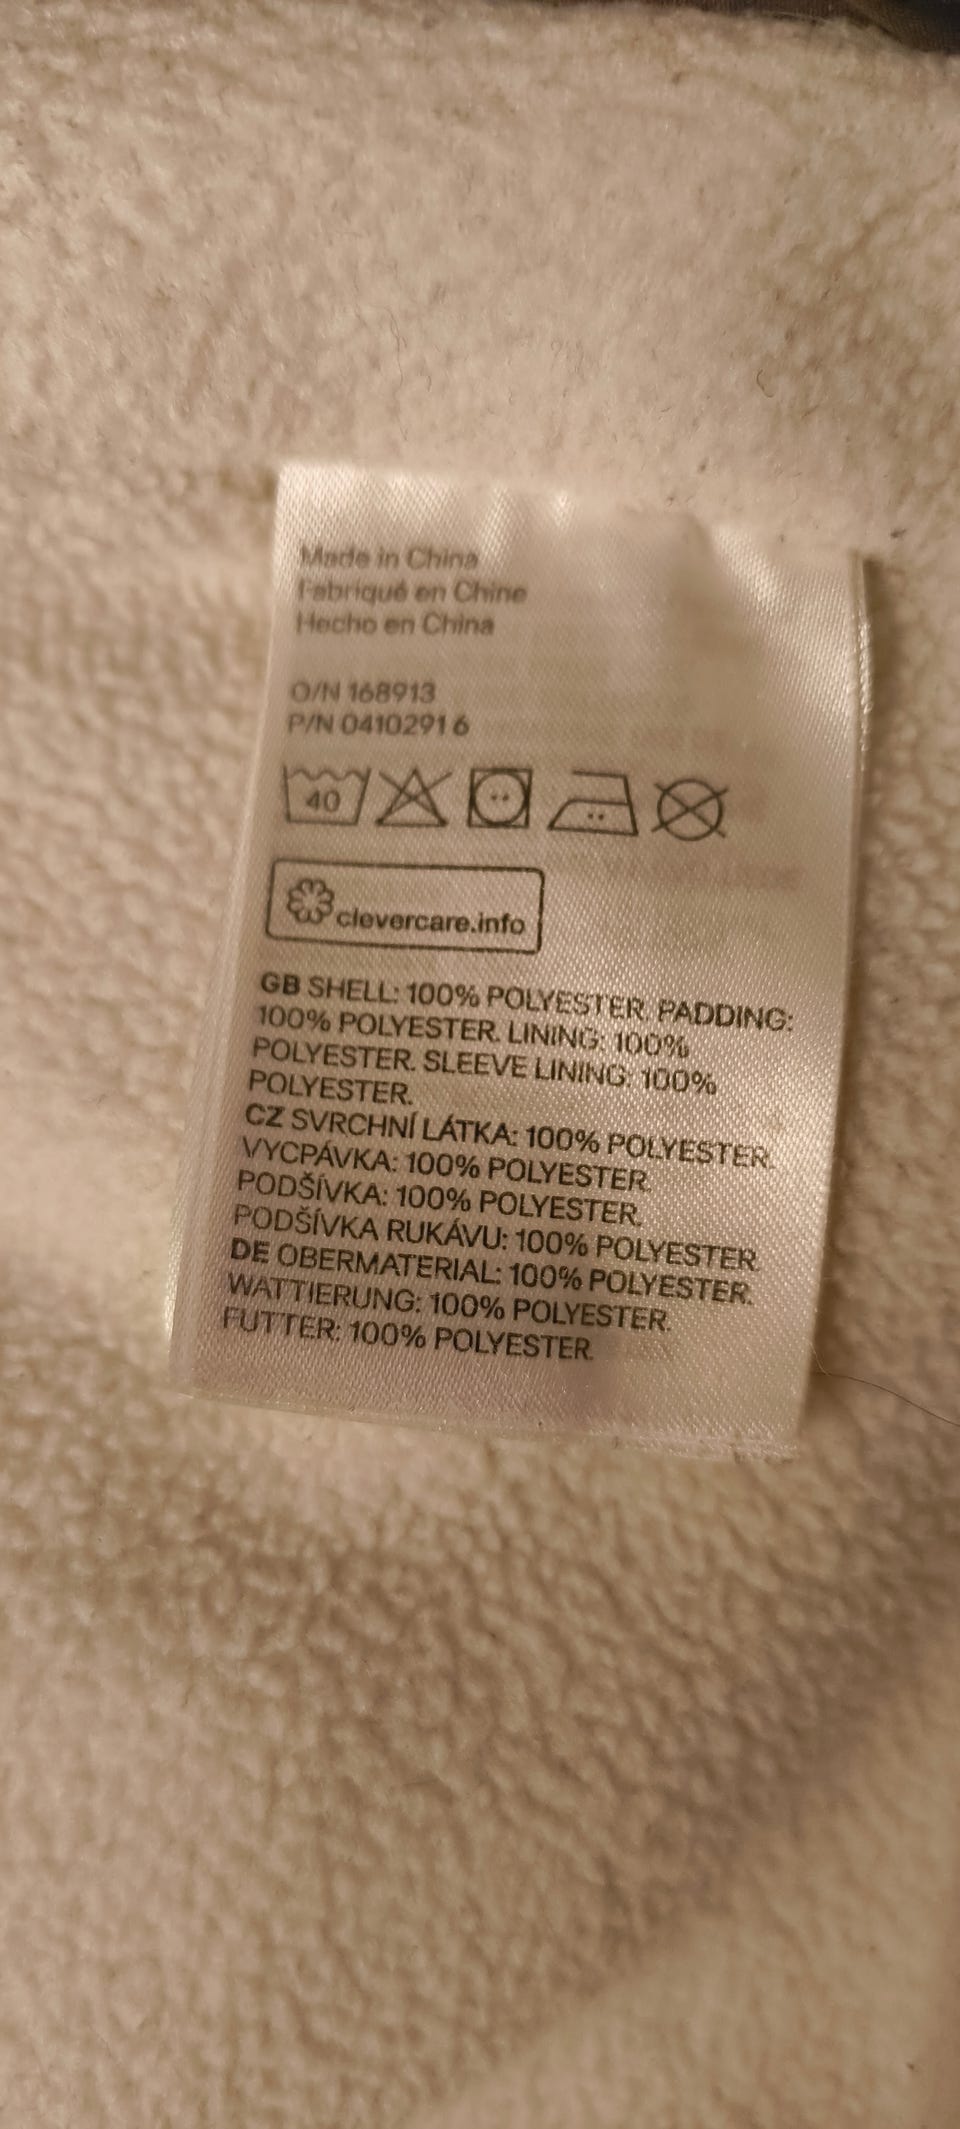 Made in China
Fabriqué en Chine
Hecho en China
O/N 168913
P/N 04102916
40
clevercare.info
GB SHELL: 100% POLYESTER. PADDING:
100% POLYESTER. LINING: 100%
POLYESTER. SLEEVE LINING: 100%
POLYESTER.
CZ SVRCHNÍ LÁTKA: 100% POLYESTER.
VYCPÁVKA: 100% POLYESTER.
PODŠÍVKA: 100% POLYESTER.
PODŠÍVKA RUKÁVU: 100% POLYESTER.
DE OBERMATERIAL: 100% POLYESTER.
WATTIERUNG: 100% POLYESTER.
FUTTER: 100% POLYESTER.